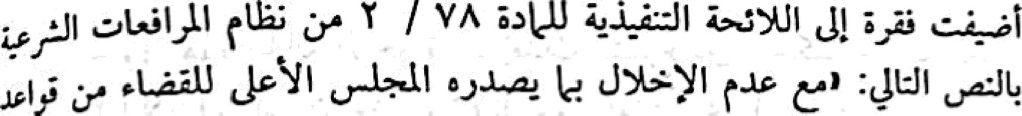 أضيفت فقرة إلى اللائحة التنفيذية للمادة ٧٨ / ٢ من نظام المرافعات الشرعية
بالنص التالي: «مع عدم الإخلال بما يصدره المجلس الأعلى للقضاء من قواعد